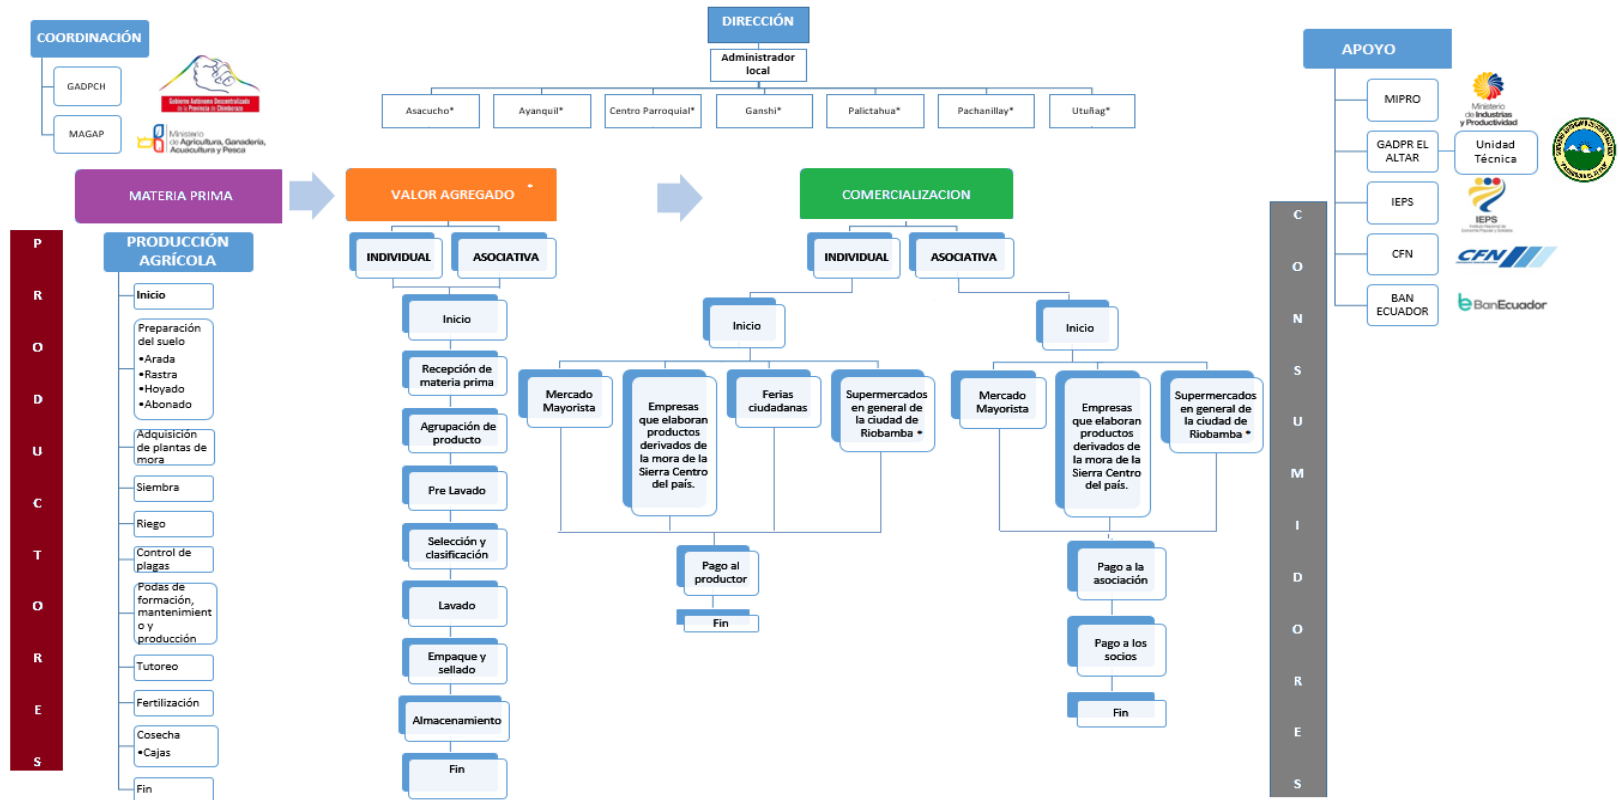 COORDINACIÓN
GADPCH
Gobierno Autónomo Descentralizado
de la Provincia de Chimborazo
MAGAP
Ministerio
de Agricultura, Ganadería,
Acuacultura y Pesca
DIRECCIÓN
Administrador
local
Asacucho*
Ayanquil*
Centro Parroquial*
Ganshi*
Palictahua*
Pachanillay*
Utuñag*
APOYO
MIPRO
Ministerio
de Industrias
y Productividad
GADPR EL
ALTAR
Unidad
Técnica
IEPS
IEPS
CFN
CFN
BAN
ECUADOR
BanEcuador
MATERIA PRIMA
VALOR AGREGADO *
COMERCIALIZACION
P
R
O
D
U
C
T
O
R
E
S
PRODUCCIÓN
AGRÍCOLA
Inicio
Preparación
del suelo
•Arada
•Rastra
•Hoyado
•Abonado
Adquisición
de plantas de
mora
Siembra
Riego
Control de
plagas
Podas de
formación,
mantenimient
o y
producción
Tutoreo
Fertilización
Cosecha
•Cajas
Fin
INDIVIDUAL
ASOCIATIVA
Inicio
Recepción de
materia prima
Agrupación de
producto
Pre Lavado
Selección y
clasificación
Lavado
Empaque y
sellado
Almacenamiento
Fin
INDIVIDUAL
ASOCIATIVA
Inicio
Mercado
Mayorista
Empresas
que elaboran
productos
derivados de
la mora de la
Sierra Centro
del país.
Ferias
ciudadanas
Supermercados
en general de
la ciudad de
Riobamba *
Pago al
productor
Fin
Inicio
Mercado
Mayorista
Empresas
que elaboran
productos
derivados de
la mora de la
Sierra Centro
del país.
Supermercados
en general de
la ciudad de
Riobamba *
Pago a la
asociación
Pago a los
socios
Fin
C
O
N
S
U
M
I
D
O
R
E
S